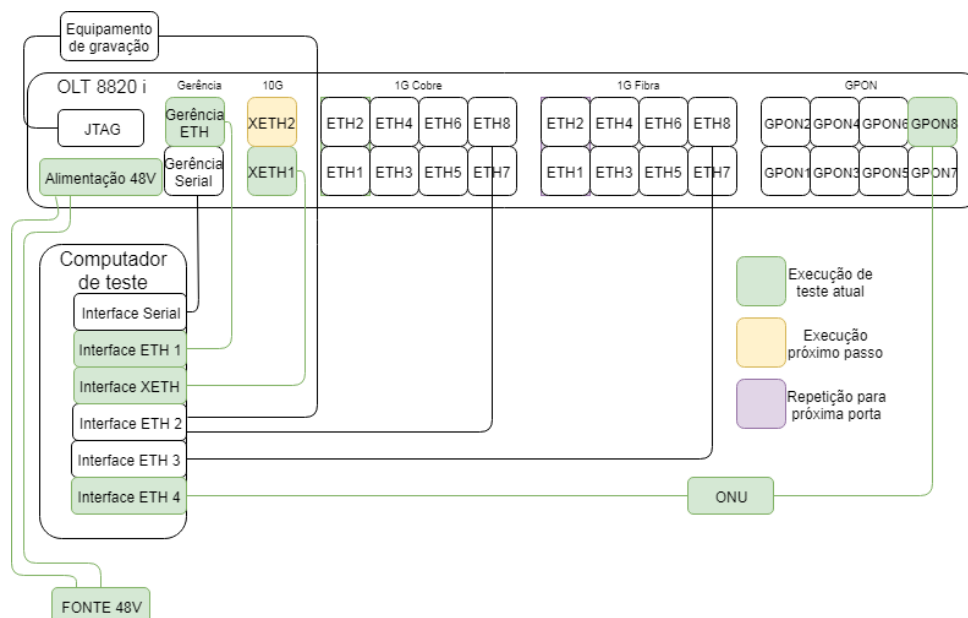 Equipamento
de gravação
OLT 8820 i
Gerência
10G
1G Cobre
1G Fibra
GPON
JTAG
Gerência
ETH
XETH2
ETH2
ETH4
ETH6
ETH8
ETH2
ETH4
ETH6
ETH8
GPON2
GPON4
GPON6
GPON8
Alimentação 48V
Gerência
Serial
XETH1
ETH1
ETH3
ETH5
ETH7
ETH1
ETH3
ETH5
ETH7
GPON1
GPON3
GPON5
GPON7
Computador
de teste
Interface Serial
Interface ETH 1
Interface XETH
Interface ETH 2
Interface ETH 3
Interface ETH 4
ONU
Execução de
teste atual
Execução
próximo passo
Repetição para
próxima porta
FONTE 48V